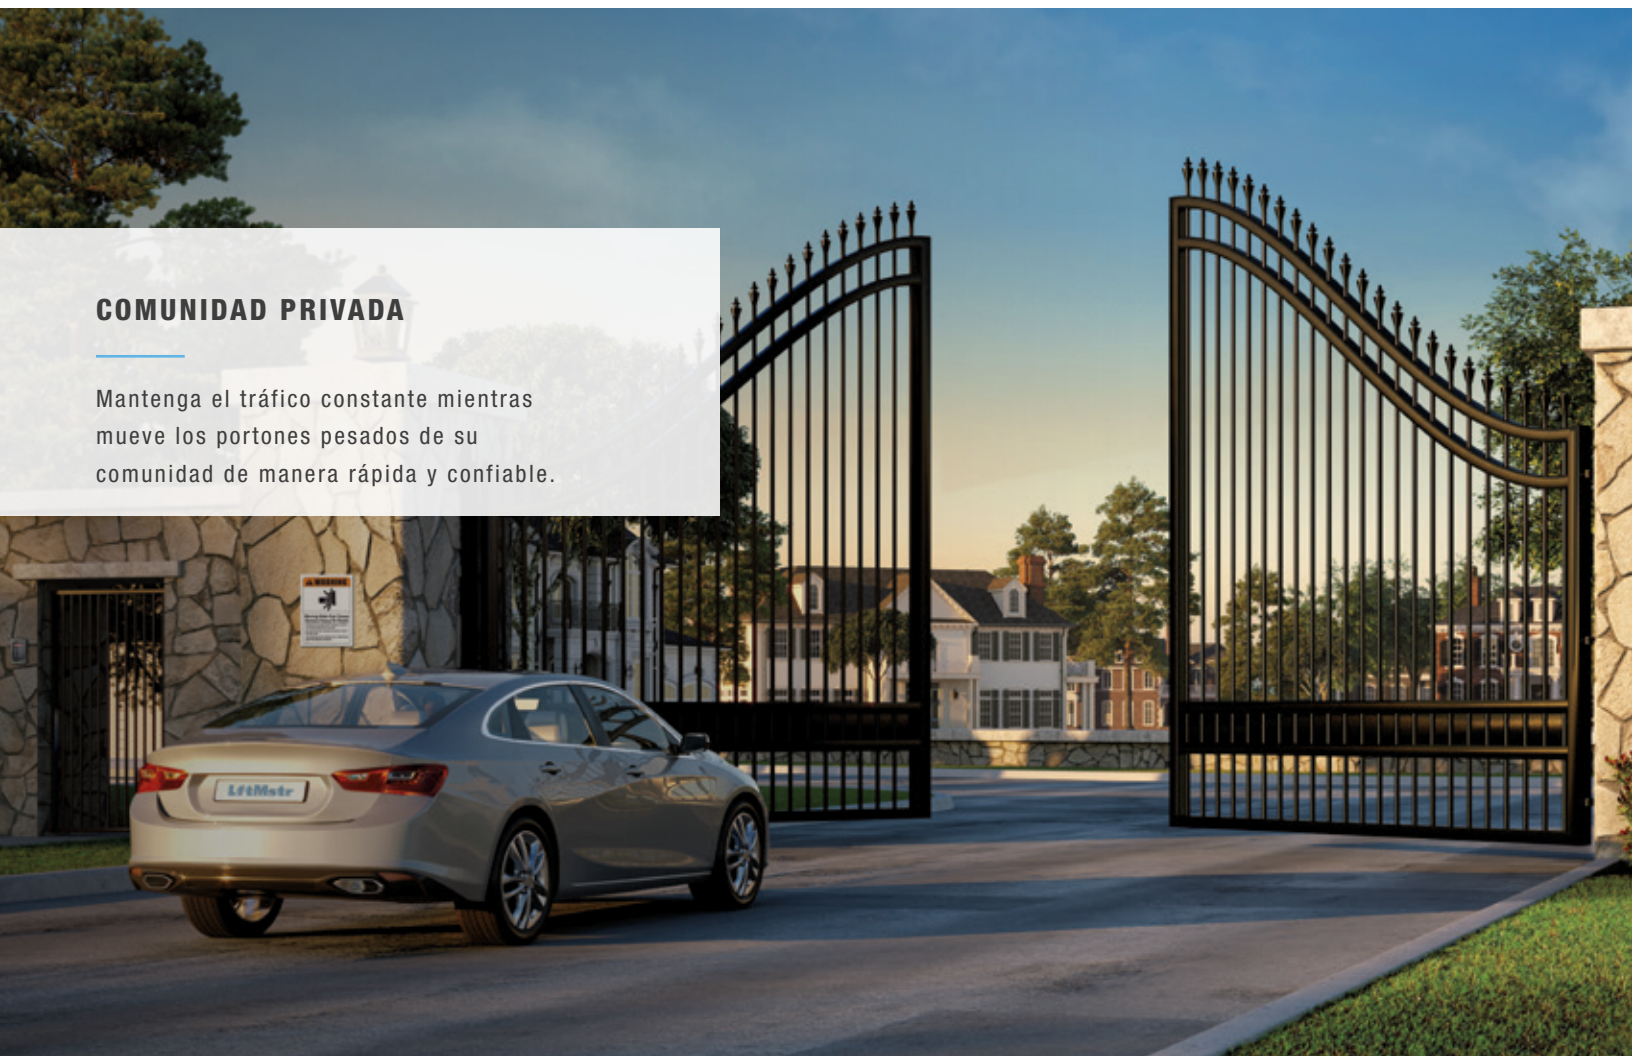 COMUNIDAD PRIVADA
Mantenga el tráfico constante mientras
mueve los portones pesados de su
comunidad de manera rápida y confiable.
WARNING
LftMstr